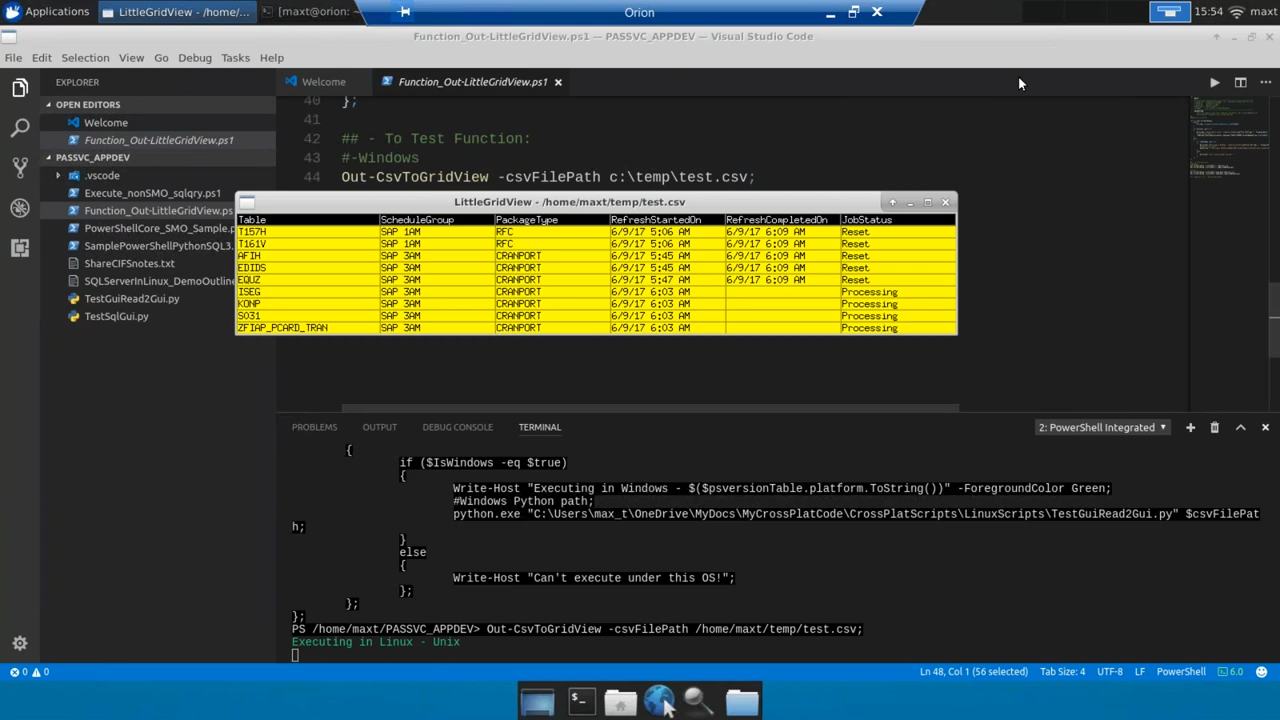 Applications
LittleGridView - /home/...
[maxt@orion: ~
Orion
15:54
maxt
Function_Out-LittleGridView.ps1 — PASSVC_APPDEV — Visual Studio Code
File Edit Selection View Go Debug Tasks Help
EXPLORER
Welcome
Function_Out-LittleGridView.ps1
OPEN EDITORS
Welcome
Function_Out-LittleGridView.ps1
PASSVC_APPDEV
.vscode
Execute_nonSMO_sqlqry.ps1
Function_Out-LittleGridView.ps
PowerShellCore_SMO_Sample.p
SamplePowerShellPythonSQL3.
ShareCIFSnotes.txt
SQLServerInLinux_DemoOutline
TestGuiRead2Gui.py
TestSqlGui.py
40 };
41
42 ## - To Test Function:
43 #-Windows
44 Out-CsvToGridView -csvFilePath c:\temp\test.csv;
LittleGridView - /home/maxt/temp/test.csv
Table ScheduleGroup PackageType RefreshStartedOn RefreshCompletedOn JobStatus
T157H SAP 1AM RFC 6/9/17 5:06 AM 6/9/17 6:09 AM Reset
T161V SAP 1AM RFC 6/9/17 5:06 AM 6/9/17 6:09 AM Reset
AFIH SAP 3AM CRANPORT 6/9/17 5:45 AM 6/9/17 6:09 AM Reset
EDIDS SAP 3AM CRANPORT 6/9/17 5:45 AM 6/9/17 6:09 AM Reset
EQUZ SAP 3AM CRANPORT 6/9/17 5:47 AM 6/9/17 6:09 AM Reset
ISEG SAP 3AM CRANPORT 6/9/17 6:03 AM Processing
KONP SAP 3AM CRANPORT 6/9/17 6:03 AM Processing
S031 SAP 3AM CRANPORT 6/9/17 6:03 AM Processing
ZFIAP_PCARD_TRAN SAP 3AM CRANPORT 6/9/17 6:03 AM Processing
PROBLEMS OUTPUT DEBUG CONSOLE TERMINAL
2: PowerShell Integrated
{
if ($IsWindows -eq $true)
{
Write-Host "Executing in Windows - $($psversionTable.platform.ToString())" -ForegroundColor Green;
#Windows Python path;
python.exe "C:\Users\max_t\OneDrive\MyDocs\MyCrossPlatCode\CrossPlatScripts\LinuxScripts\TestGuiRead2Gui.py" $csvFilePat
h;
}
else
{
Write-Host "Can't execute under this OS!";
};
};
};
PS /home/maxt/PASSVC_APPDEV> Out-CsvToGridView -csvFilePath /home/maxt/temp/test.csv;
Executing in Linux - Unix
0 0
Ln 48, Col 1 (56 selected) Tab Size: 4 UTF-8 LF PowerShell 6.0